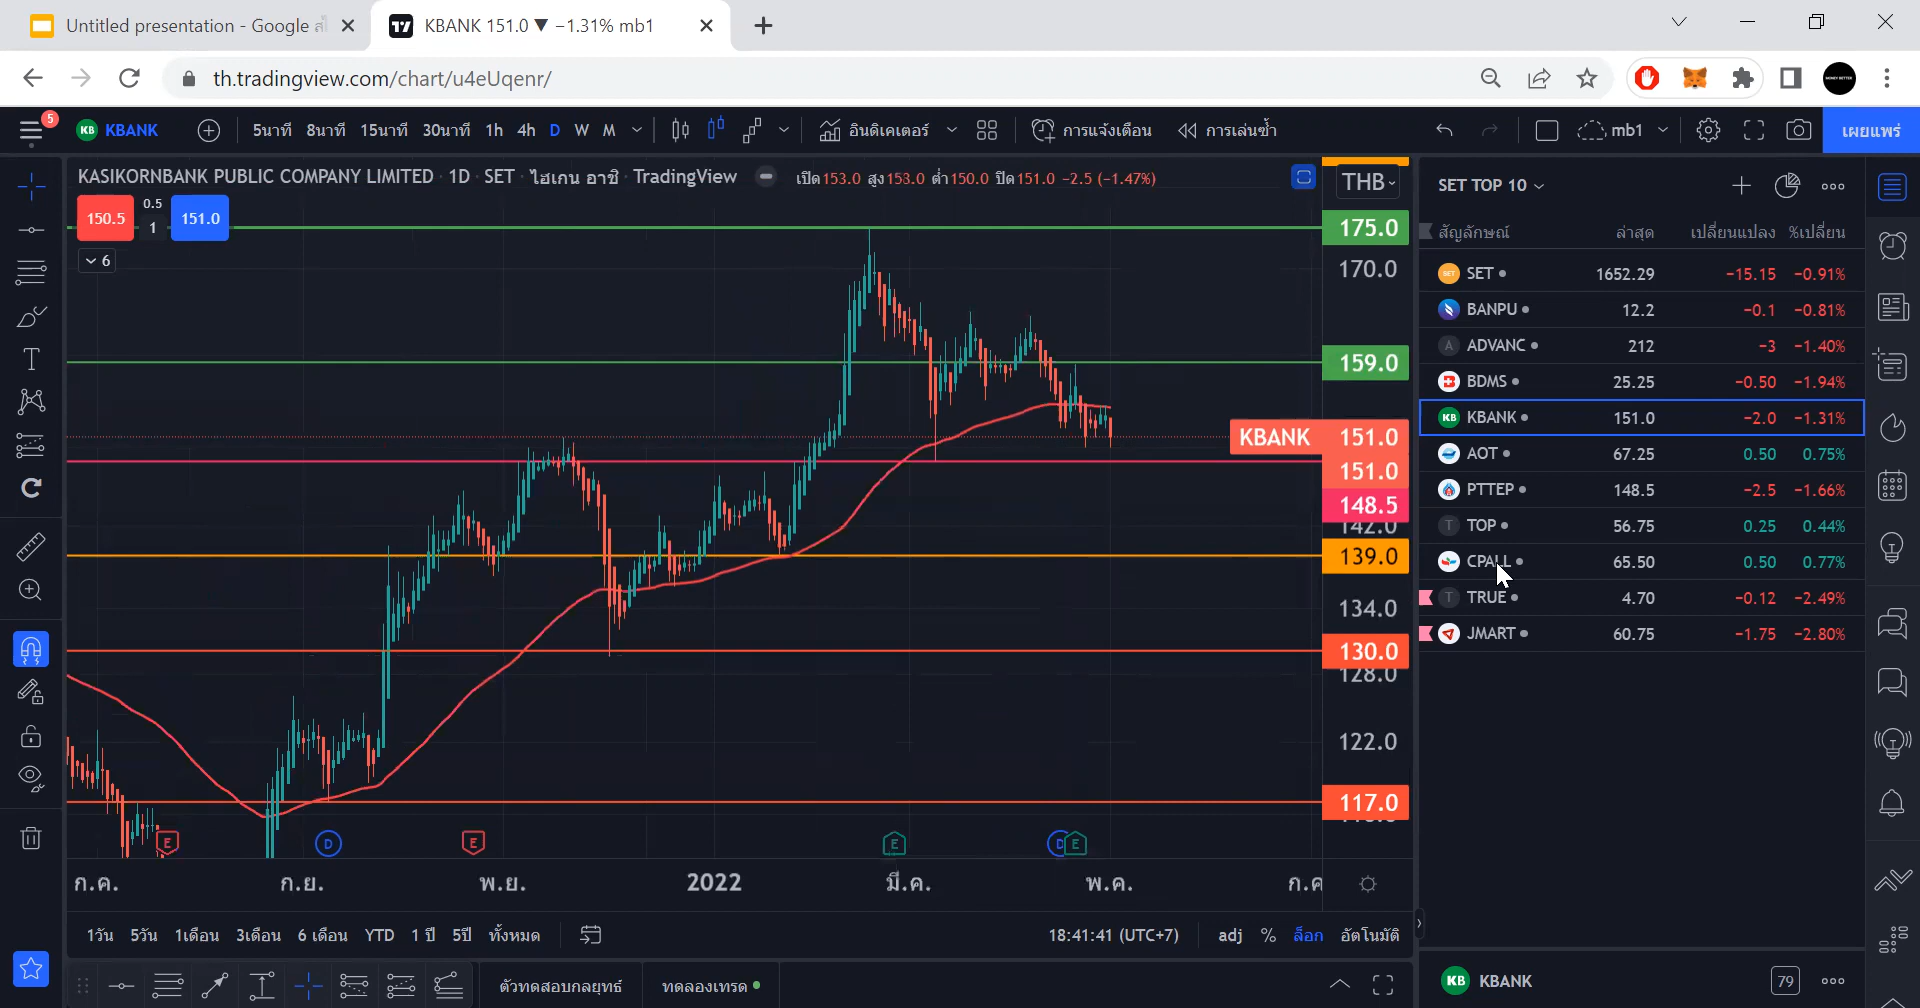 Untitled presentation - Google ส
KBANK 151.0 ▼ −1.31% mb1
th.tradingview.com/chart/u4eUqenr/
5
KB KBANK
5นาที 8นาที 15นาที 30นาที 1h 4h D W M
อินดิเคเตอร์
การแจ้งเตือน
การเล่นซ้ำ
mb1
เผยแพร่
KASIKORNBANK PUBLIC COMPANY LIMITED · 1D · SET · ไฮเกน อาชิ · TradingView
เปิด153.0 สูง153.0 ต่ำ150.0 ปิด151.0 −2.5 (−1.47%)
THB
150.5
0.5
1
151.0
6
175.0
170.0
159.0
KBANK 151.0
151.0
148.5
142.0
139.0
134.0
130.0
128.0
122.0
117.0
E D E E D E
ก.ค. ก.ย. พ.ย. 2022 มี.ค. พ.ค. ก.ค
1วัน 5วัน 1เดือน 3เดือน 6 เดือน YTD 1 ปี 5ปี ทั้งหมด
18:41:41 (UTC+7)
adj % ล็อก อัตโนมัติ
ตัวทดสอบกลยุทธ์
ทดลองเทรด
SET TOP 10
สัญลักษณ์ ล่าสุด เปลี่ยนแปลง %เปลี่ยน
SET 1652.29 −15.15 −0.91%
BANPU 12.2 −0.1 −0.81%
A ADVANC 212 −3 −1.40%
BDMS 25.25 −0.50 −1.94%
KB KBANK 151.0 −2.0 −1.31%
AOT 67.25 0.50 0.75%
PTTEP 148.5 −2.5 −1.66%
T TOP 56.75 0.25 0.44%
CPALL 65.50 0.50 0.77%
T TRUE 4.70 −0.12 −2.49%
JMART 60.75 −1.75 −2.80%
KB KBANK
79